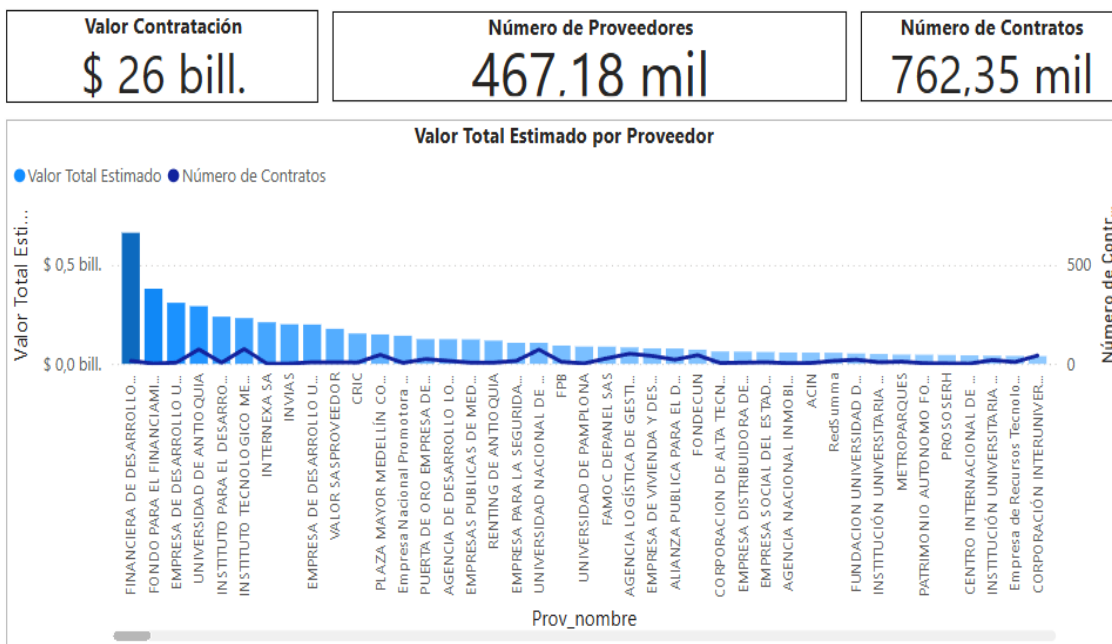 Valor Contratación
$ 26 bill.
Número de Proveedores
467,18 mil
Número de Contratos
762,35 mil
Valor Total Estimado por Proveedor
Valor Total Estimado
Número de Contratos
Valor Total Esti...
$ 0,5 bill.
$ 0,0 bill.
500
0
Número de Contr...
FINANCIERA DE DESARROLLO...
FONDO PARA EL FINANCIAMI...
EMPRESA DE DESARROLLO U...
UNIVERSIDAD DE ANTIOQUIA
INSTITUTO PARA EL DESARRO...
INSTITUTO TECNOLOGICO ME...
INTERNEXA SA
INVIAS
EMPRESA DE DESARROLLO U...
VALOR SASPROVEEDOR
CRIC
PLAZA MAYOR MEDELLÍN CO...
Empresa Nacional Promotora ...
PUERTA DE ORO EMPRESA DE...
AGENCIA DE DESARROLLO LO...
EMPRESAS PUBLICAS DE MED...
RENTING DE ANTIOQUIA
EMPRESA PARA LA SEGURIDA...
UNIVERSIDAD NACIONAL DE ...
FPB
UNIVERSIDAD DE PAMPLONA
FAMOC DEPANEL SAS
AGENCIA LOGÍSTICA DE GESTI...
EMPRESA DE VIVIENDA Y DES...
ALIANZA PUBLICA PARA EL D...
FONDECUN
CORPORACION DE ALTA TECN...
EMPRESA DISTRIBUIDORA DE...
EMPRESA SOCIAL DEL ESTAD...
AGENCIA NACIONAL INMOBI...
ACIN
RedSumma
FUNDACION UNIVERSIDAD D...
INSTITUCIÓN UNIVERSITARIA ...
METROPARQUES
PATRIMONIO AUTONOMO FO...
PROSOSERH
CENTRO INTERNACIONAL DE ...
INSTITUCIÓN UNIVERSITARIA ...
Empresa de Recursos Tecnolo...
CORPORACIÓN INTERUNIVER...
Prov_nombre